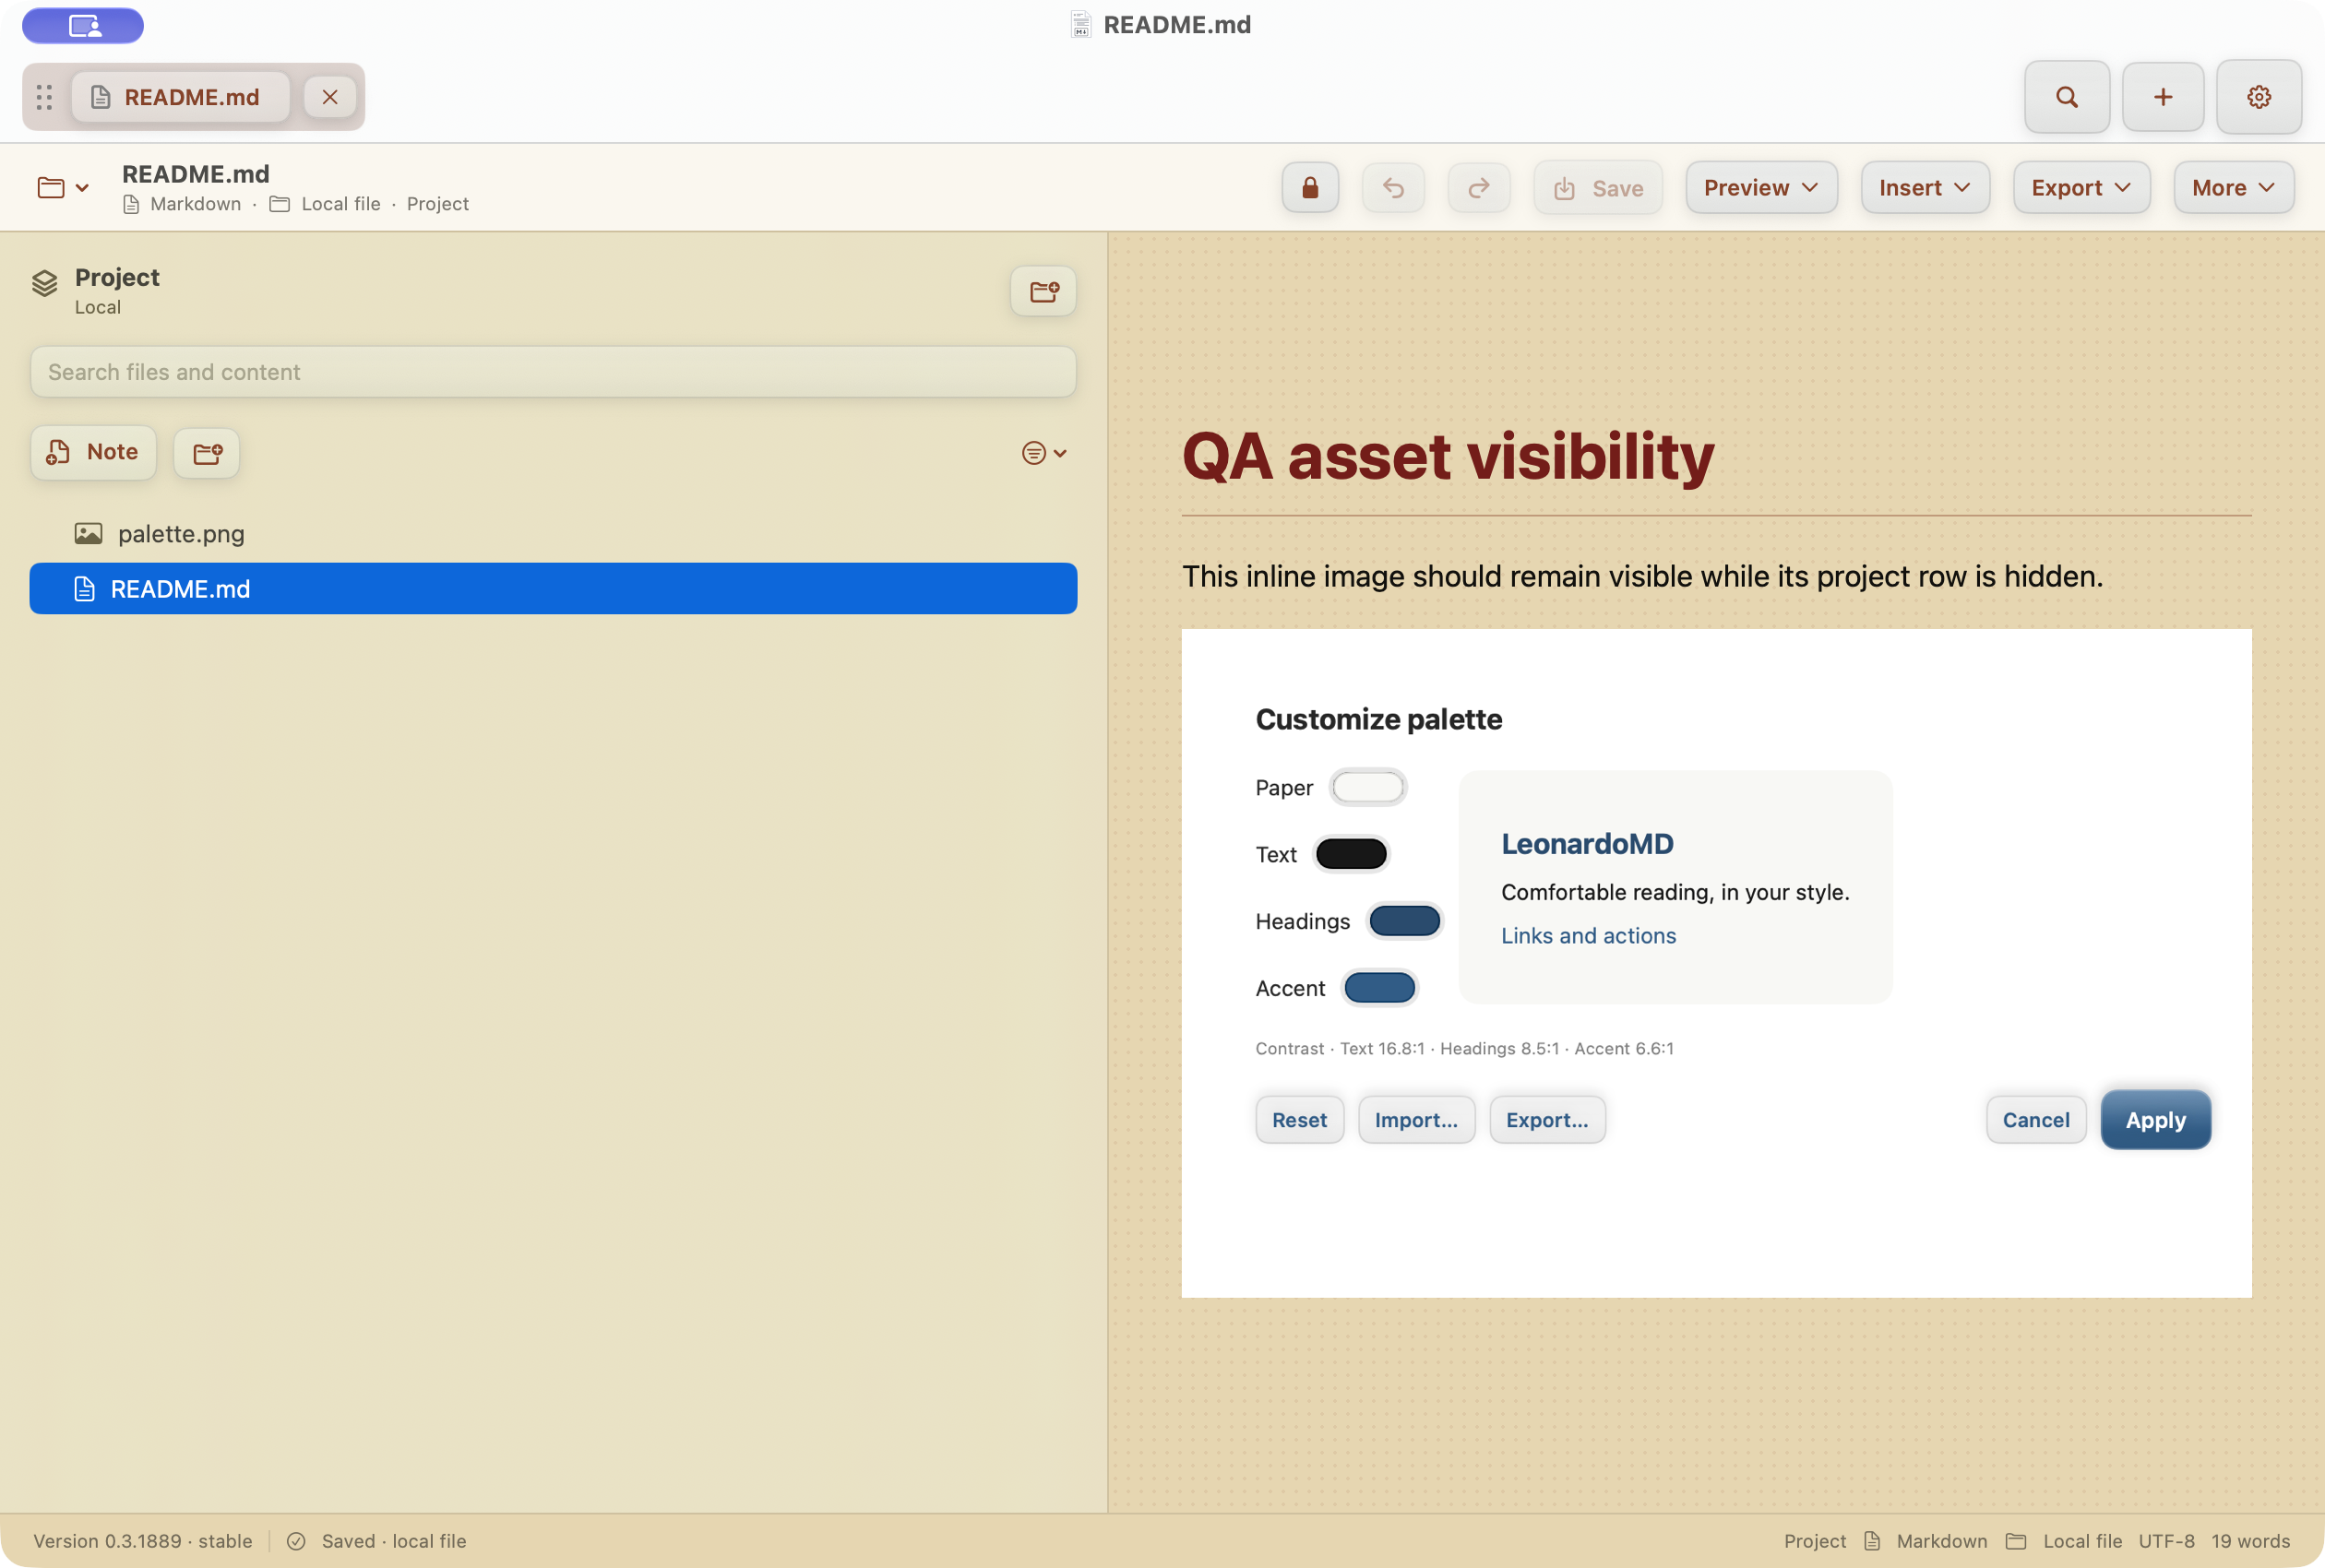 README.md
README.md
README.md
Markdown · Local file · Project
Save
Preview
Insert
Export
More
Project
Local
Search files and content
Note
palette.png
README.md
QA asset visibility
This inline image should remain visible while its project row is hidden.
Customize palette
Paper
Text
Headings
Accent
LeonardoMD
Comfortable reading, in your style.
Links and actions
Contrast · Text 16.8:1 · Headings 8.5:1 · Accent 6.6:1
Reset
Import...
Export...
Cancel
Apply
Version 0.3.1889 · stable
Saved · local file
Project
Markdown
Local file
UTF-8
19 words